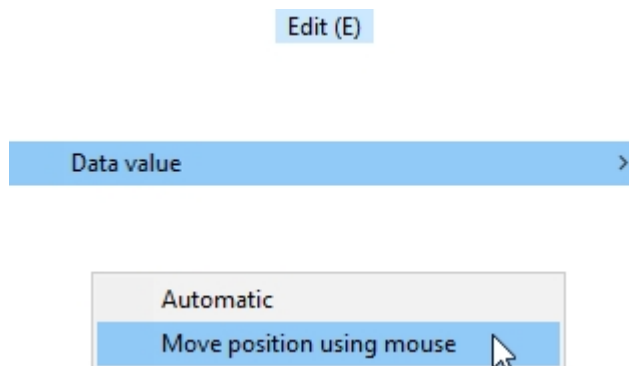 Edit (E)
Data value
Automatic
Move position using mouse